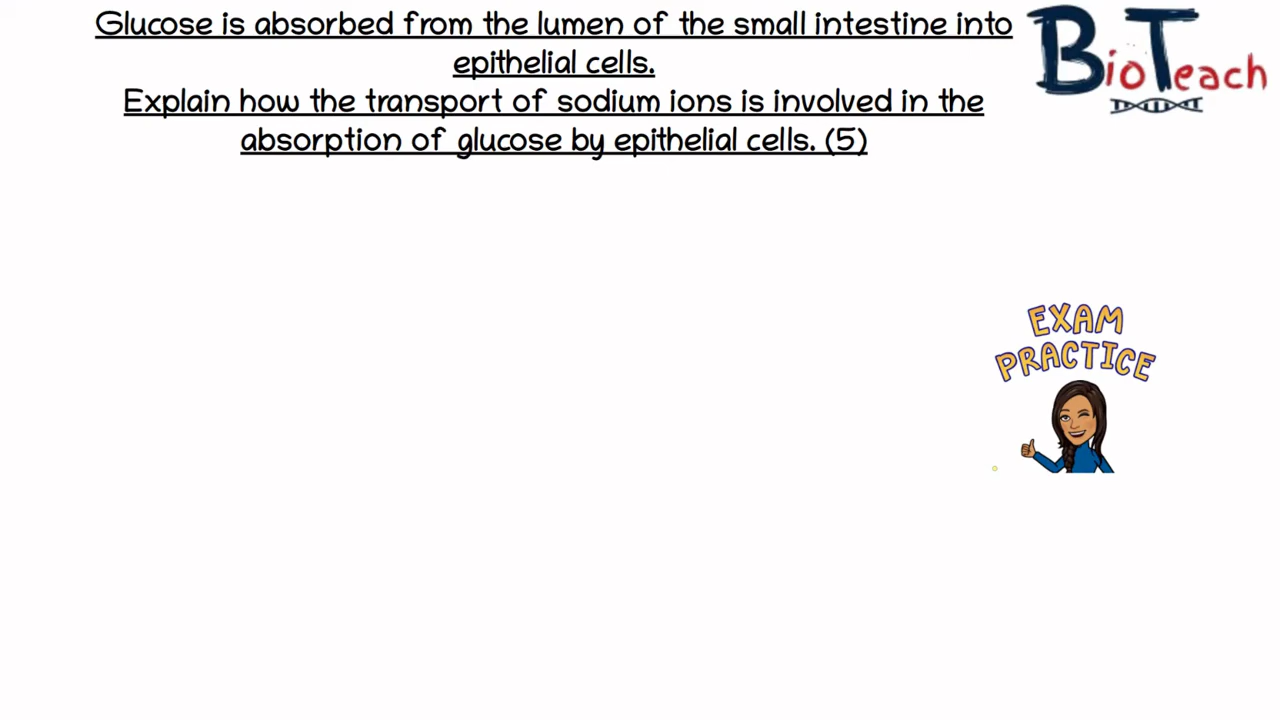 Glucose is absorbed from the lumen of the small intestine into
epithelial cells.
Explain how the transport of sodium ions is involved in the
absorption of glucose by epithelial cells. (5)
BioTeach
EXAM
PRACTICE